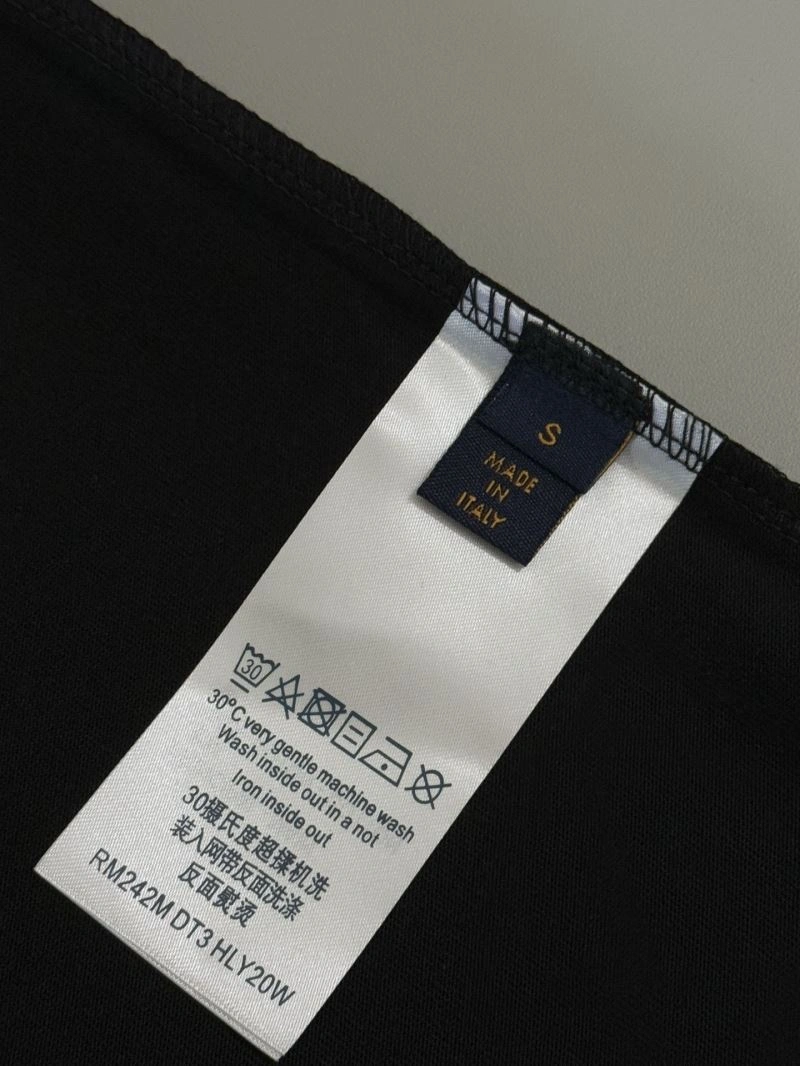 S
MADE
IN
ITALY
30
30°C very gentle machine wash
Wash inside out in a not
Iron inside out
30摄氏度超揉机洗
装入网带反面洗涤
反面熨烫
RM242M DT3 HLY20W